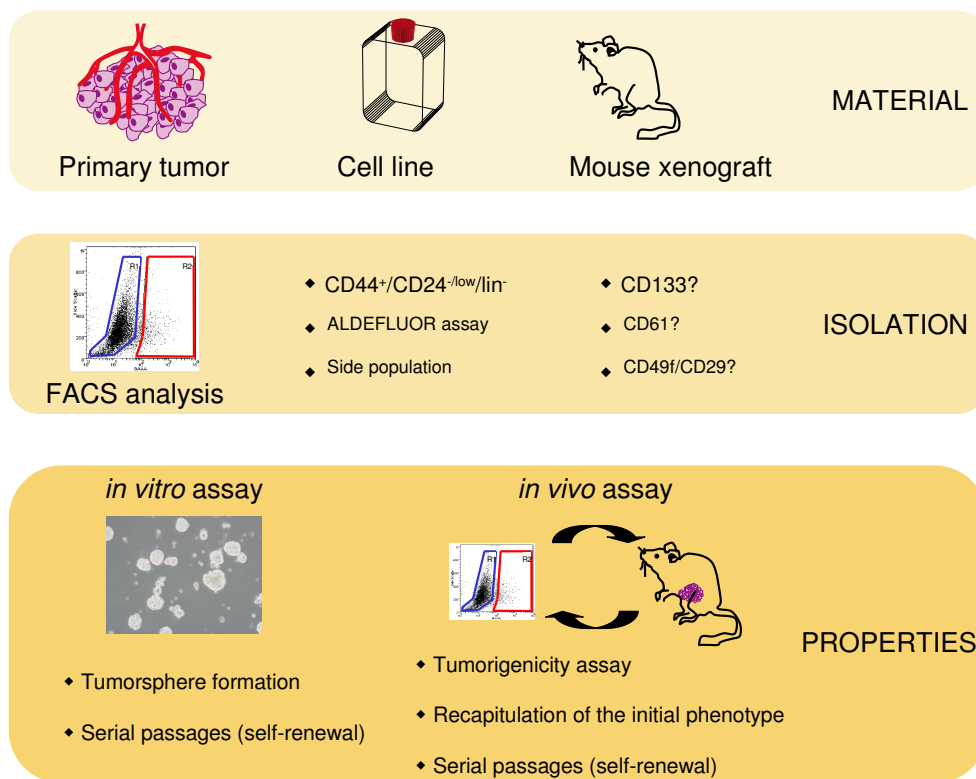 MATERIAL
Primary tumor
Cell line
Mouse xenograft
R1
R2
FACS analysis
◆ CD44⁺/CD24⁻/low/lin⁻
◆ ALDEFLUOR assay
◆ Side population
◆ CD133?
◆ CD61?
◆ CD49f/CD29?
ISOLATION
in vitro assay
◆ Tumorsphere formation
◆ Serial passages (self-renewal)
in vivo assay
R1
R2
◆ Tumorigenicity assay
◆ Recapitulation of the initial phenotype
◆ Serial passages (self-renewal)
PROPERTIES